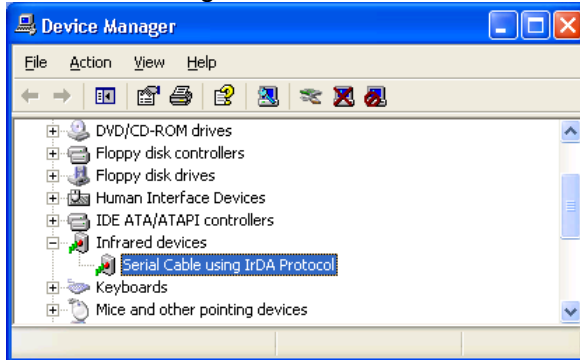 Device Manager
File Action View Help
DVD/CD-ROM drives
Floppy disk controllers
Floppy disk drives
Human Interface Devices
IDE ATA/ATAPI controllers
Infrared devices
Serial Cable using IrDA Protocol
Keyboards
Mice and other pointing devices